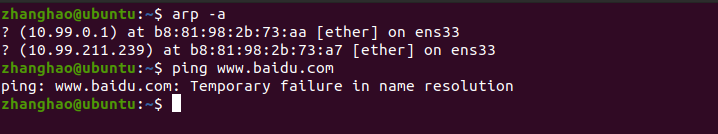 zhanghao@ubuntu:~$ arp -a
? (10.99.0.1) at b8:81:98:2b:73:aa [ether] on ens33
? (10.99.211.239) at b8:81:98:2b:73:a7 [ether] on ens33
zhanghao@ubuntu:~$ ping www.baidu.com
ping: www.baidu.com: Temporary failure in name resolution
zhanghao@ubuntu:~$